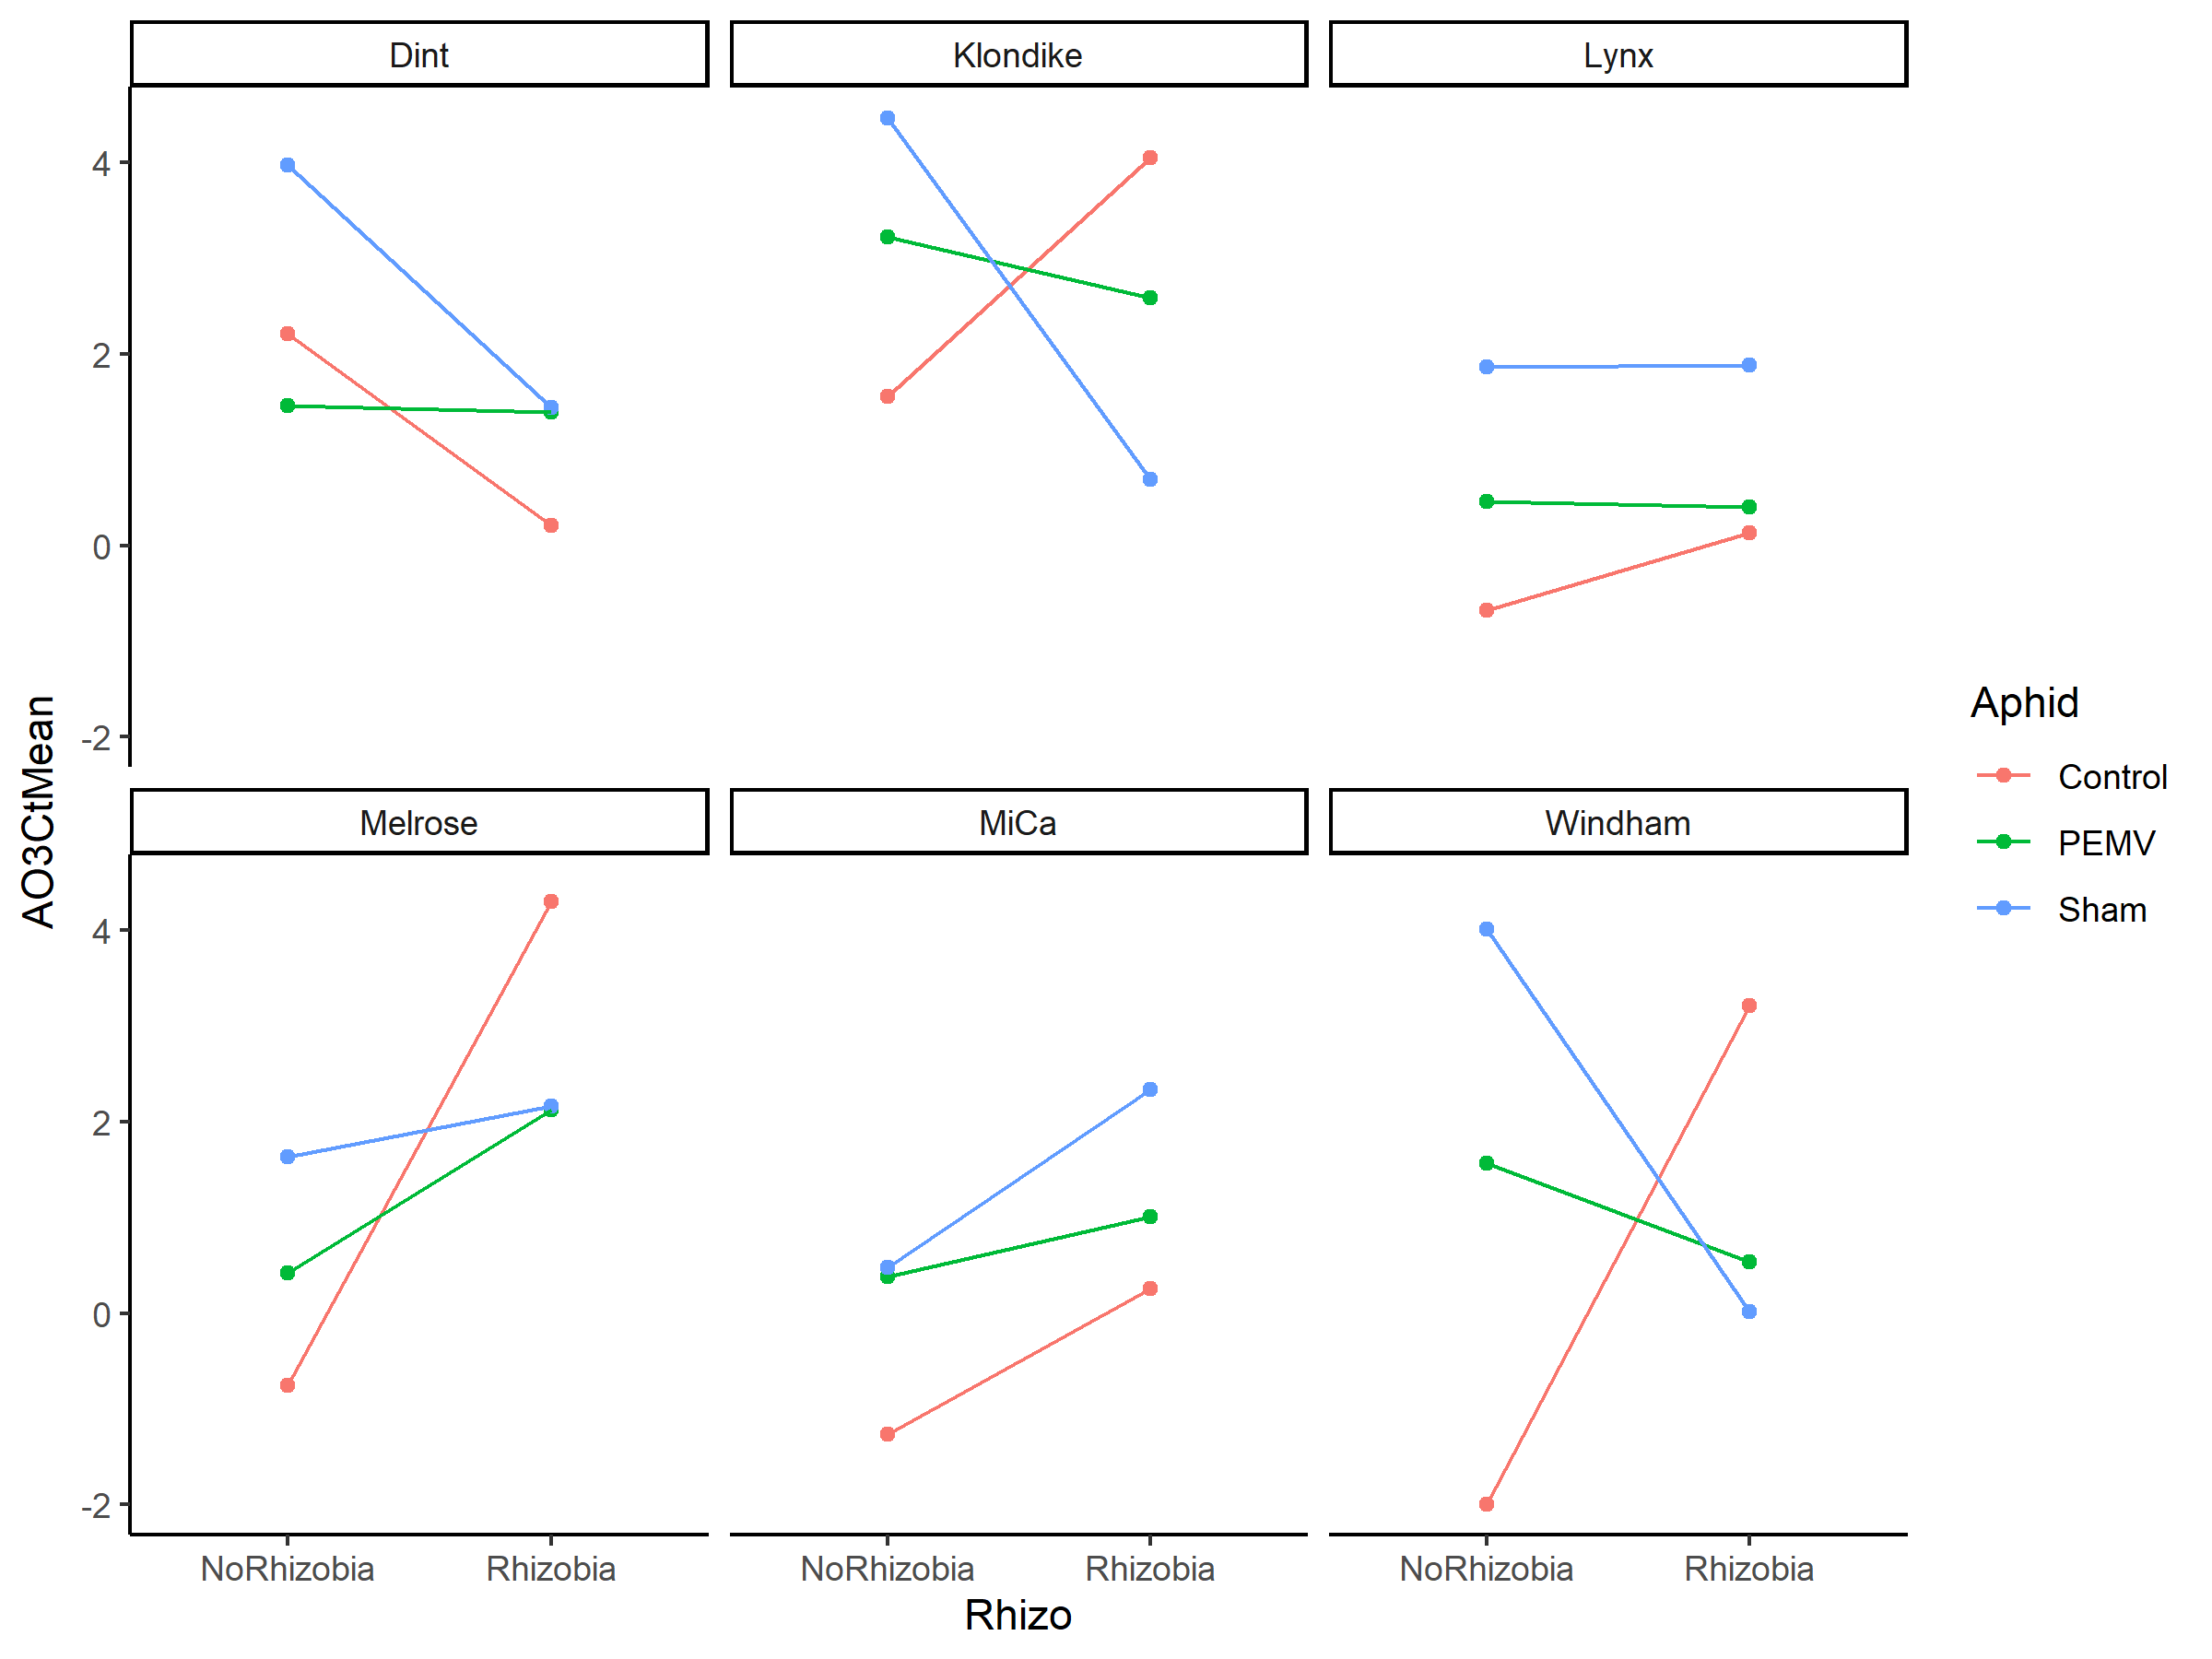 Dint
Klondike
Lynx
4
2
0
-2
Melrose
MiCa
Windham
4
2
0
-2
NoRhizobia Rhizobia
NoRhizobia Rhizobia
NoRhizobia Rhizobia
Rhizo
AO3CtMean
Aphid
Control
PEMV
Sham